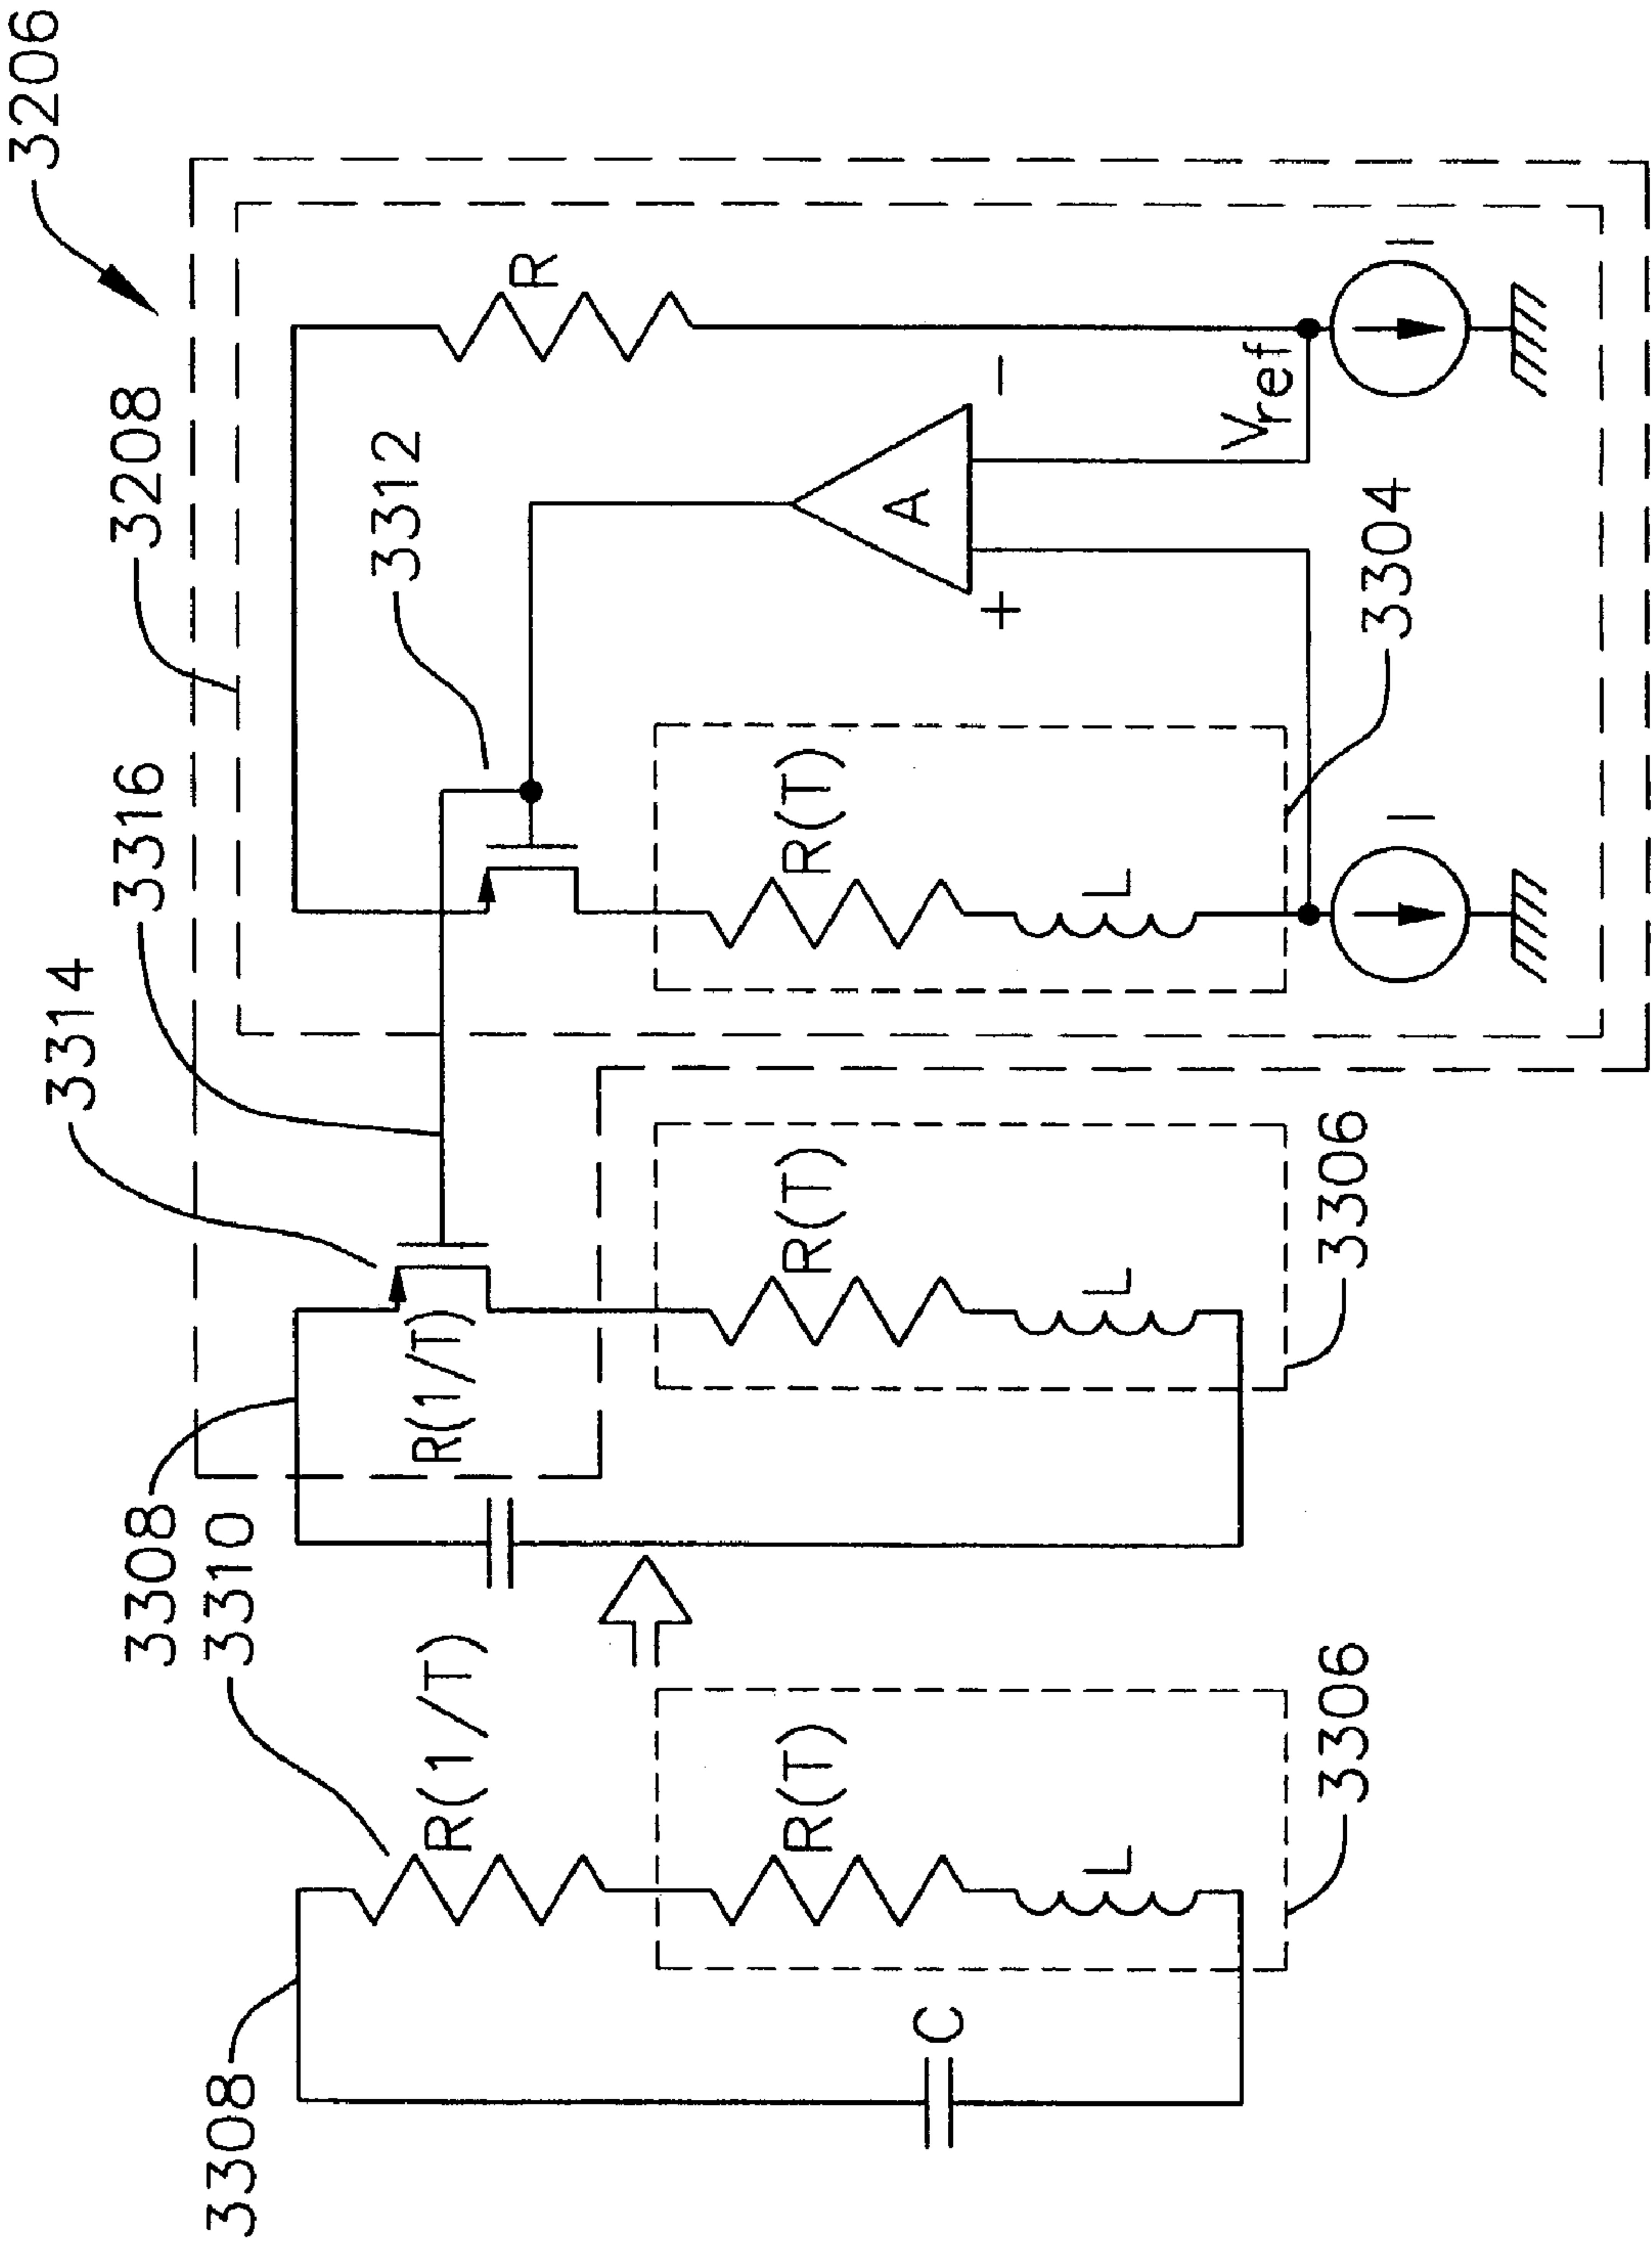 3206
3314
3316
3208
3308
3308
3310
3312
R(1/T)
R(1/T)
R
R(T)
R(T)
R(T)
A
C
+
−
L
L
L
Vref
3306
3306
3304
I
I